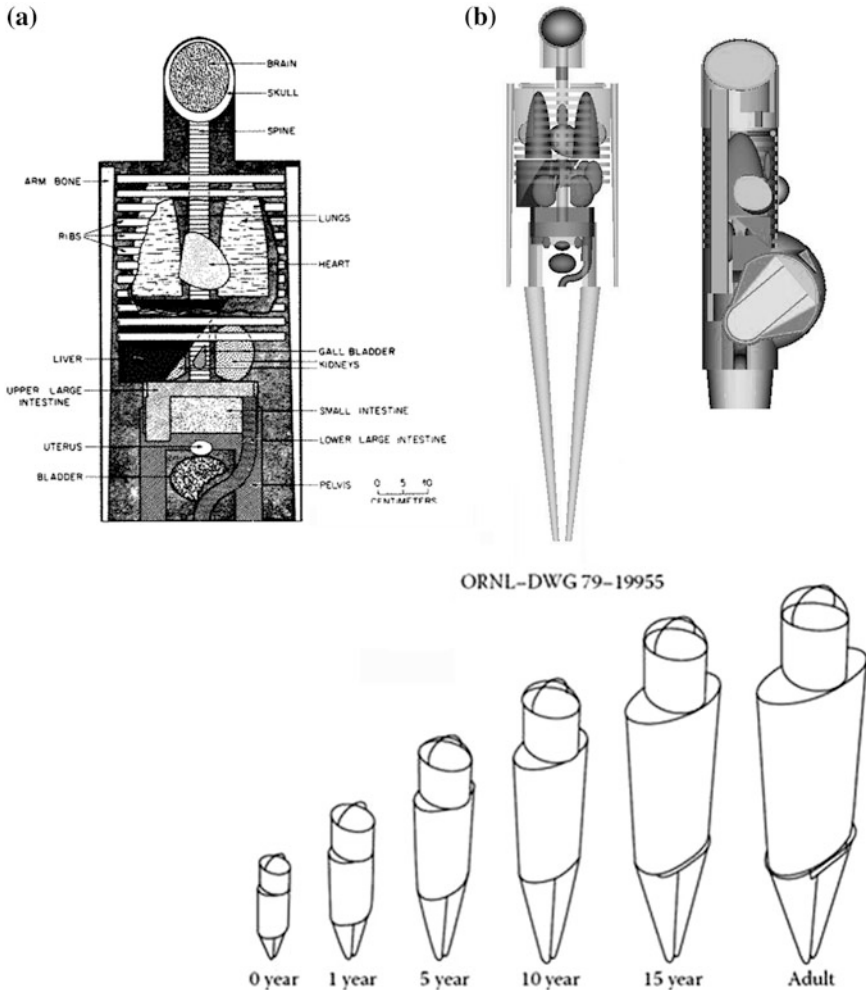 (a)
BRAIN
SKULL
SPINE
ARM BONE
LUNGS
RIBS
HEART
LIVER
GALL BLADDER
KIDNEYS
UPPER LARGE
INTESTINE
SMALL INTESTINE
LOWER LARGE INTESTINE
UTERUS
BLADDER
PELVIS
0 5 10
CENTIMETERS
(b)
ORNL–DWG 79–19955
0 year 1 year 5 year 10 year 15 year Adult